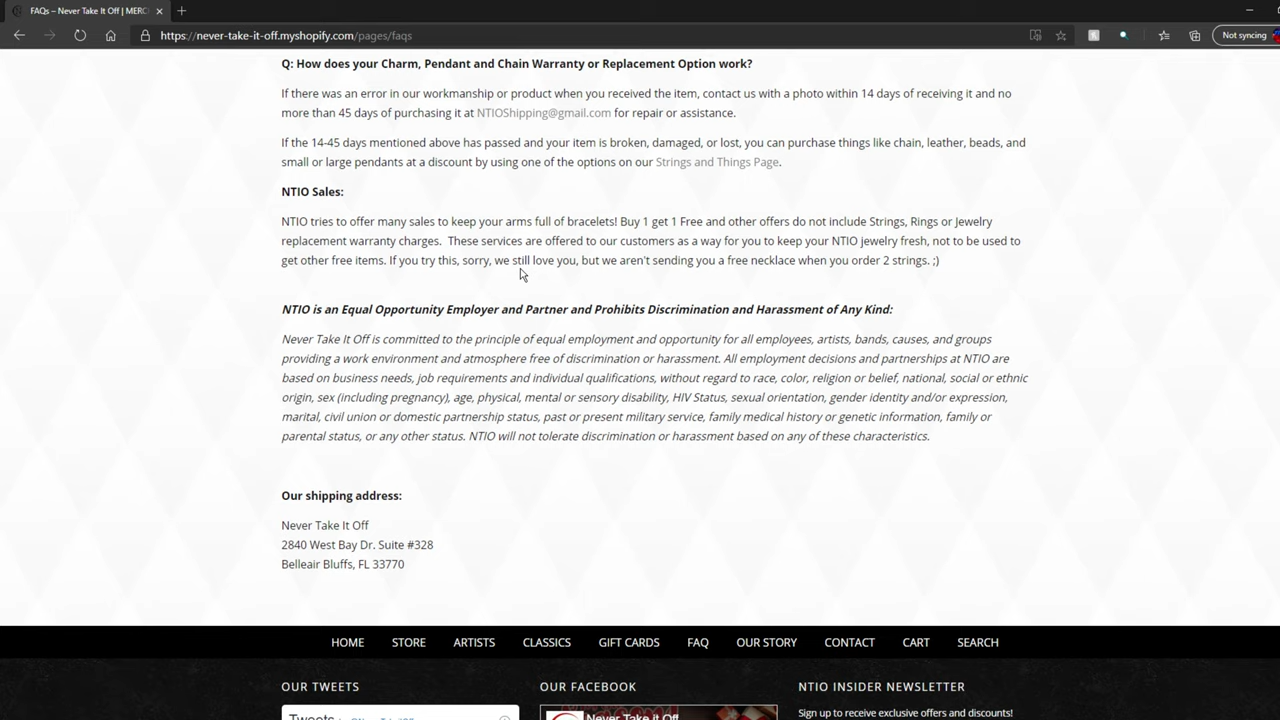 FAQs – Never Take It Off | MERC
https://never-take-it-off.myshopify.com/pages/faqs
Not syncing
Q: How does your Charm, Pendant and Chain Warranty or Replacement Option work?
If there was an error in our workmanship or product when you received the item, contact us with a photo within 14 days of receiving it and no
more than 45 days of purchasing it at NTIOShipping@gmail.com for repair or assistance.
If the 14-45 days mentioned above has passed and your item is broken, damaged, or lost, you can purchase things like chain, leather, beads, and
small or large pendants at a discount by using one of the options on our Strings and Things Page.
NTIO Sales:
NTIO tries to offer many sales to keep your arms full of bracelets! Buy 1 get 1 Free and other offers do not include Strings, Rings or Jewelry
replacement warranty charges.  These services are offered to our customers as a way for you to keep your NTIO jewelry fresh, not to be used to
get other free items. If you try this, sorry, we still love you, but we aren't sending you a free necklace when you order 2 strings. ;)
NTIO is an Equal Opportunity Employer and Partner and Prohibits Discrimination and Harassment of Any Kind:
Never Take It Off is committed to the principle of equal employment and opportunity for all employees, artists, bands, causes, and groups
providing a work environment and atmosphere free of discrimination or harassment. All employment decisions and partnerships at NTIO are
based on business needs, job requirements and individual qualifications, without regard to race, color, religion or belief, national, social or ethnic
origin, sex (including pregnancy), age, physical, mental or sensory disability, HIV Status, sexual orientation, gender identity and/or expression,
marital, civil union or domestic partnership status, past or present military service, family medical history or genetic information, family or
parental status, or any other status. NTIO will not tolerate discrimination or harassment based on any of these characteristics.
Our shipping address:
Never Take It Off
2840 West Bay Dr. Suite #328
Belleair Bluffs, FL 33770
HOME STORE ARTISTS CLASSICS GIFT CARDS FAQ OUR STORY CONTACT CART SEARCH
OUR TWEETS OUR FACEBOOK NTIO INSIDER NEWSLETTER
Tweets Never Take it Off Sign up to receive exclusive offers and discounts!